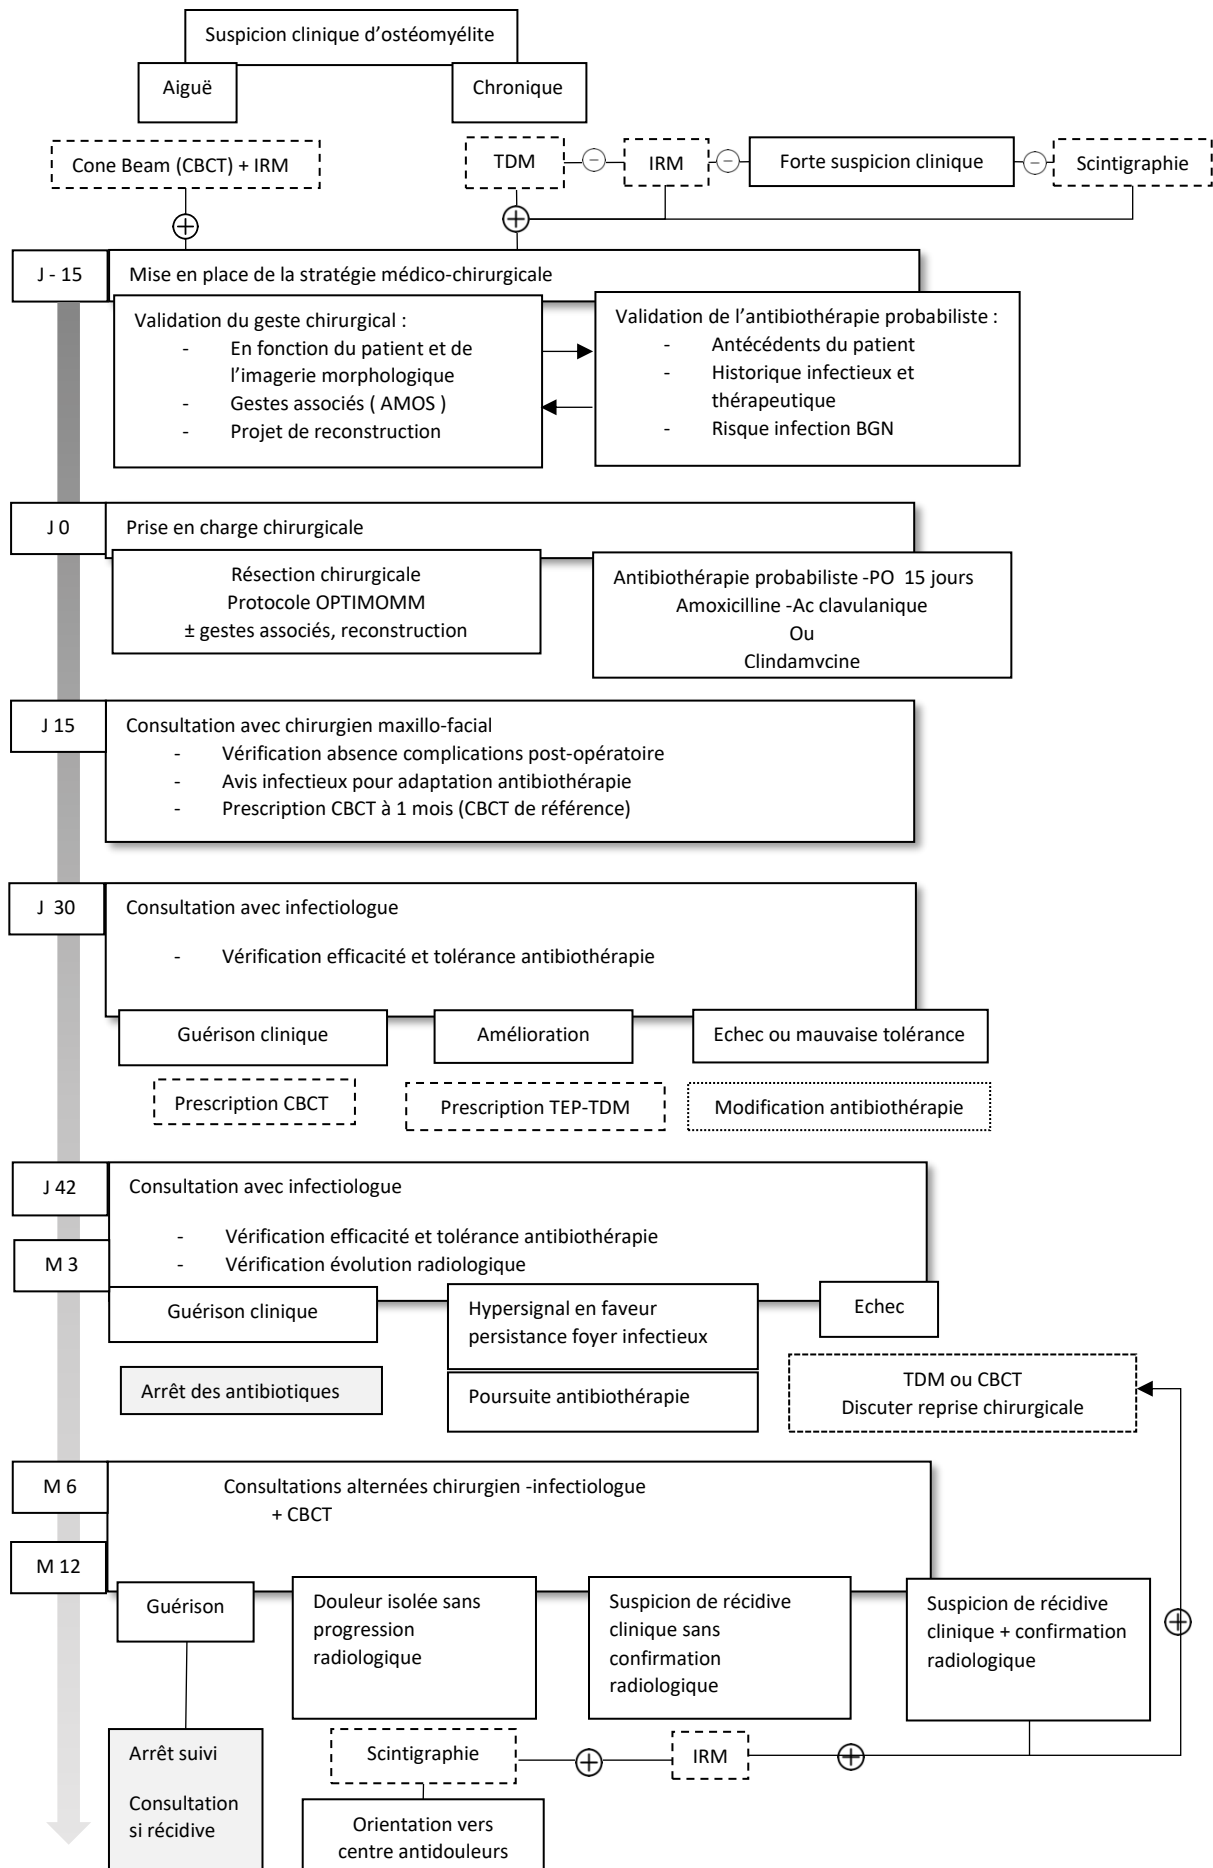 Suspicion clinique d'ostéomyélite
Aiguë
Chronique
Cone Beam (CBCT) + IRM
TDM
IRM
Forte suspicion clinique
Scintigraphie
J - 15
Mise en place de la stratégie médico-chirurgicale
Validation du geste chirurgical :
- En fonction du patient et de
l'imagerie morphologique
- Gestes associés ( AMOS )
- Projet de reconstruction
Validation de l'antibiothérapie probabiliste :
- Antécédents du patient
- Historique infectieux et
thérapeutique
- Risque infection BGN
J 0
Prise en charge chirurgicale
Résection chirurgicale
Protocole OPTIMOMM
± gestes associés, reconstruction
Antibiothérapie probabiliste -PO 15 jours
Amoxicilline -Ac clavulanique
Ou
Clindamvcine
J 15
Consultation avec chirurgien maxillo-facial
- Vérification absence complications post-opératoire
- Avis infectieux pour adaptation antibiothérapie
- Prescription CBCT à 1 mois (CBCT de référence)
J 30
Consultation avec infectiologue
- Vérification efficacité et tolérance antibiothérapie
Guérison clinique
Amélioration
Echec ou mauvaise tolérance
Prescription CBCT
Prescription TEP-TDM
Modification antibiothérapie
J 42
Consultation avec infectiologue
- Vérification efficacité et tolérance antibiothérapie
M 3
- Vérification évolution radiologique
Guérison clinique
Hypersignal en faveur
persistance foyer infectieux
Echec
Arrêt des antibiotiques
Poursuite antibiothérapie
TDM ou CBCT
Discuter reprise chirurgicale
M 6
Consultations alternées chirurgien -infectiologue
+ CBCT
M 12
Guérison
Douleur isolée sans
progression
radiologique
Suspicion de récidive
clinique sans
confirmation
radiologique
Suspicion de récidive
clinique + confirmation
radiologique
Arrêt suivi
Consultation
si récidive
Scintigraphie
IRM
Orientation vers
centre antidouleurs